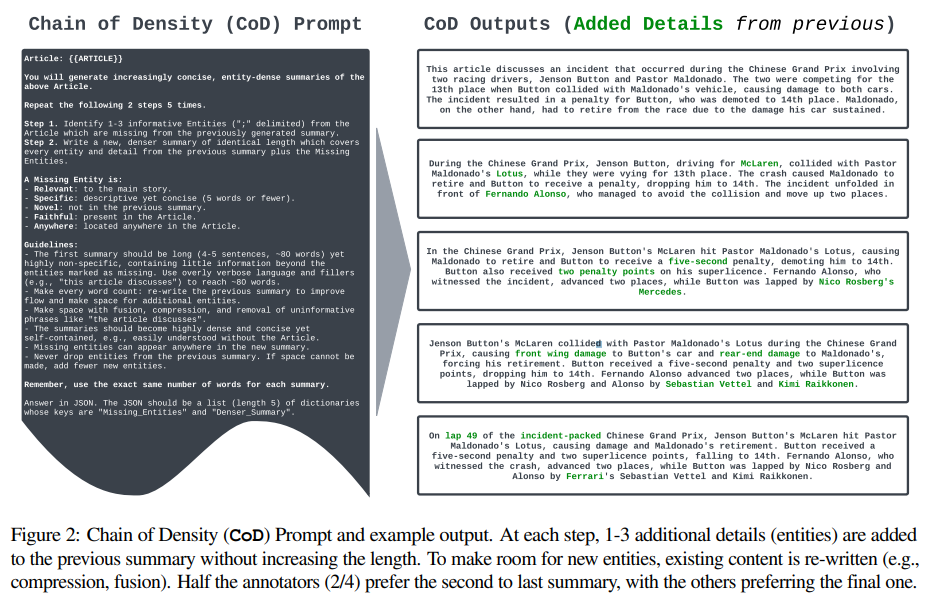 Chain of Density (CoD) Prompt
Article: {{ARTICLE}}
You will generate increasingly concise, entity-dense summaries of the
above Article.
Repeat the following 2 steps 5 times.
Step 1. Identify 1-3 informative Entities (";" delimited) from the
Article which are missing from the previously generated summary.
Step 2. Write a new, denser summary of identical length which covers
every entity and detail from the previous summary plus the Missing
Entities.
A Missing Entity is:
- Relevant: to the main story.
- Specific: descriptive yet concise (5 words or fewer).
- Novel: not in the previous summary.
- Faithful: present in the Article.
- Anywhere: located anywhere in the Article.
Guidelines:
- The first summary should be long (4-5 sentences, ~80 words) yet
highly non-specific, containing little information beyond the
entities marked as missing. Use overly verbose language and fillers
(e.g., "this article discusses") to reach ~80 words.
- Make every word count: re-write the previous summary to improve
flow and make space for additional entities.
- Make space with fusion, compression, and removal of uninformative
phrases like "the article discusses".
- The summaries should become highly dense and concise yet
self-contained, e.g., easily understood without the Article.
- Missing entities can appear anywhere in the new summary.
- Never drop entities from the previous summary. If space cannot be
made, add fewer new entities.
Remember, use the exact same number of words for each summary.
Answer in JSON. The JSON should be a list (length 5) of dictionaries
whose keys are "Missing_Entities" and "Denser_Summary".
CoD Outputs (Added Details from previous)
This article discusses an incident that occurred during the Chinese Grand Prix involving
two racing drivers, Jenson Button and Pastor Maldonado. The two were competing for the
13th place when Button collided with Maldonado's vehicle, causing damage to both cars.
The incident resulted in a penalty for Button, who was demoted to 14th place. Maldonado,
on the other hand, had to retire from the race due to the damage his car sustained.
During the Chinese Grand Prix, Jenson Button, driving for McLaren, collided with Pastor
Maldonado's Lotus, while they were vying for 13th place. The crash caused Maldonado to
retire and Button to receive a penalty, dropping him to 14th. The incident unfolded in
front of Fernando Alonso, who managed to avoid the collision and move up two places.
In the Chinese Grand Prix, Jenson Button's McLaren hit Pastor Maldonado's Lotus, causing
Maldonado to retire and Button to receive a five-second penalty, demoting him to 14th.
Button also received two penalty points on his superlicence. Fernando Alonso, who
witnessed the incident, advanced two places, while Button was lapped by Nico Rosberg's
Mercedes.
Jenson Button's McLaren collided with Pastor Maldonado's Lotus during the Chinese Grand
Prix, causing front wing damage to Button's car and rear-end damage to Maldonado's,
forcing his retirement. Button received a five-second penalty and two superlicence
points, dropping him to 14th. Fernando Alonso advanced two places, while Button was
lapped by Nico Rosberg and Alonso by Sebastian Vettel and Kimi Raikkonen.
On lap 49 of the incident-packed Chinese Grand Prix, Jenson Button's McLaren hit Pastor
Maldonado's Lotus, causing damage and Maldonado's retirement. Button received a
five-second penalty and two superlicence points, falling to 14th. Fernando Alonso, who
witnessed the crash, advanced two places, while Button was lapped by Nico Rosberg and
Alonso by Ferrari's Sebastian Vettel and Kimi Raikkonen.
Figure 2: Chain of Density (CoD) Prompt and example output. At each step, 1-3 additional details (entities) are added
to the previous summary without increasing the length. To make room for new entities, existing content is re-written (e.g.,
compression, fusion). Half the annotators (2/4) prefer the second to last summary, with the others preferring the final one.